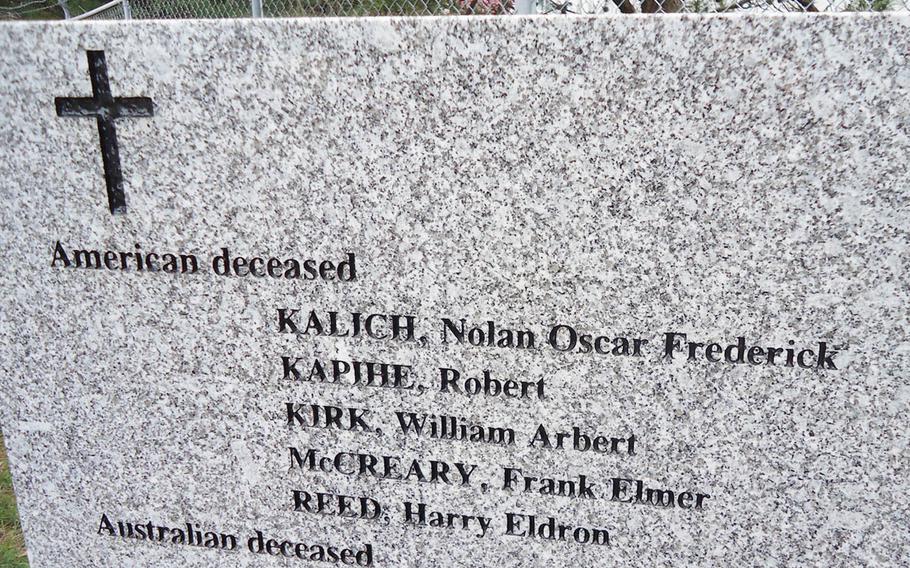 American deceased
KALICH, Nolan Oscar Frederick
KAPIHE, Robert
KIRK, William Arbert
McCREARY, Frank Elmer
REED, Harry Eldron
Australian deceased